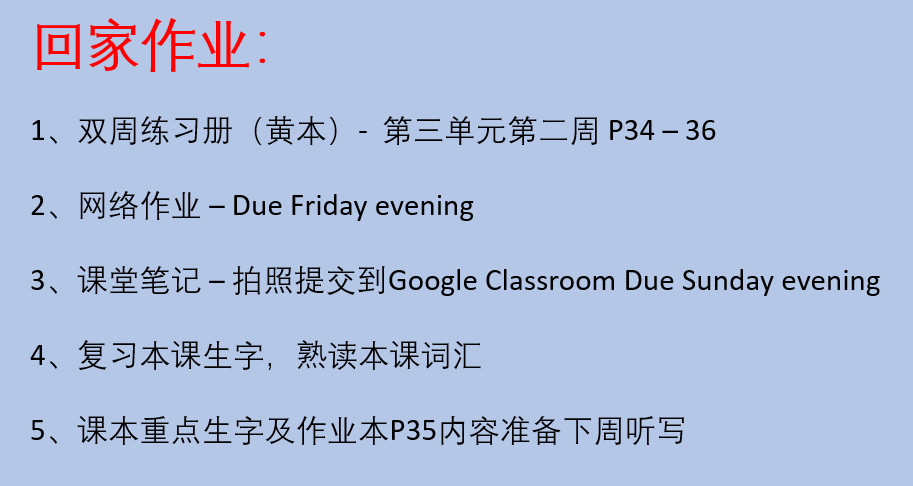 回家作业：
1、双周练习册（黄本）- 第三单元第二周 P34 – 36
2、网络作业 – Due Friday evening
3、课堂笔记 – 拍照提交到Google Classroom Due Sunday evening
4、复习本课生字，熟读本课词汇
5、课本重点生字及作业本P35内容准备下周听写